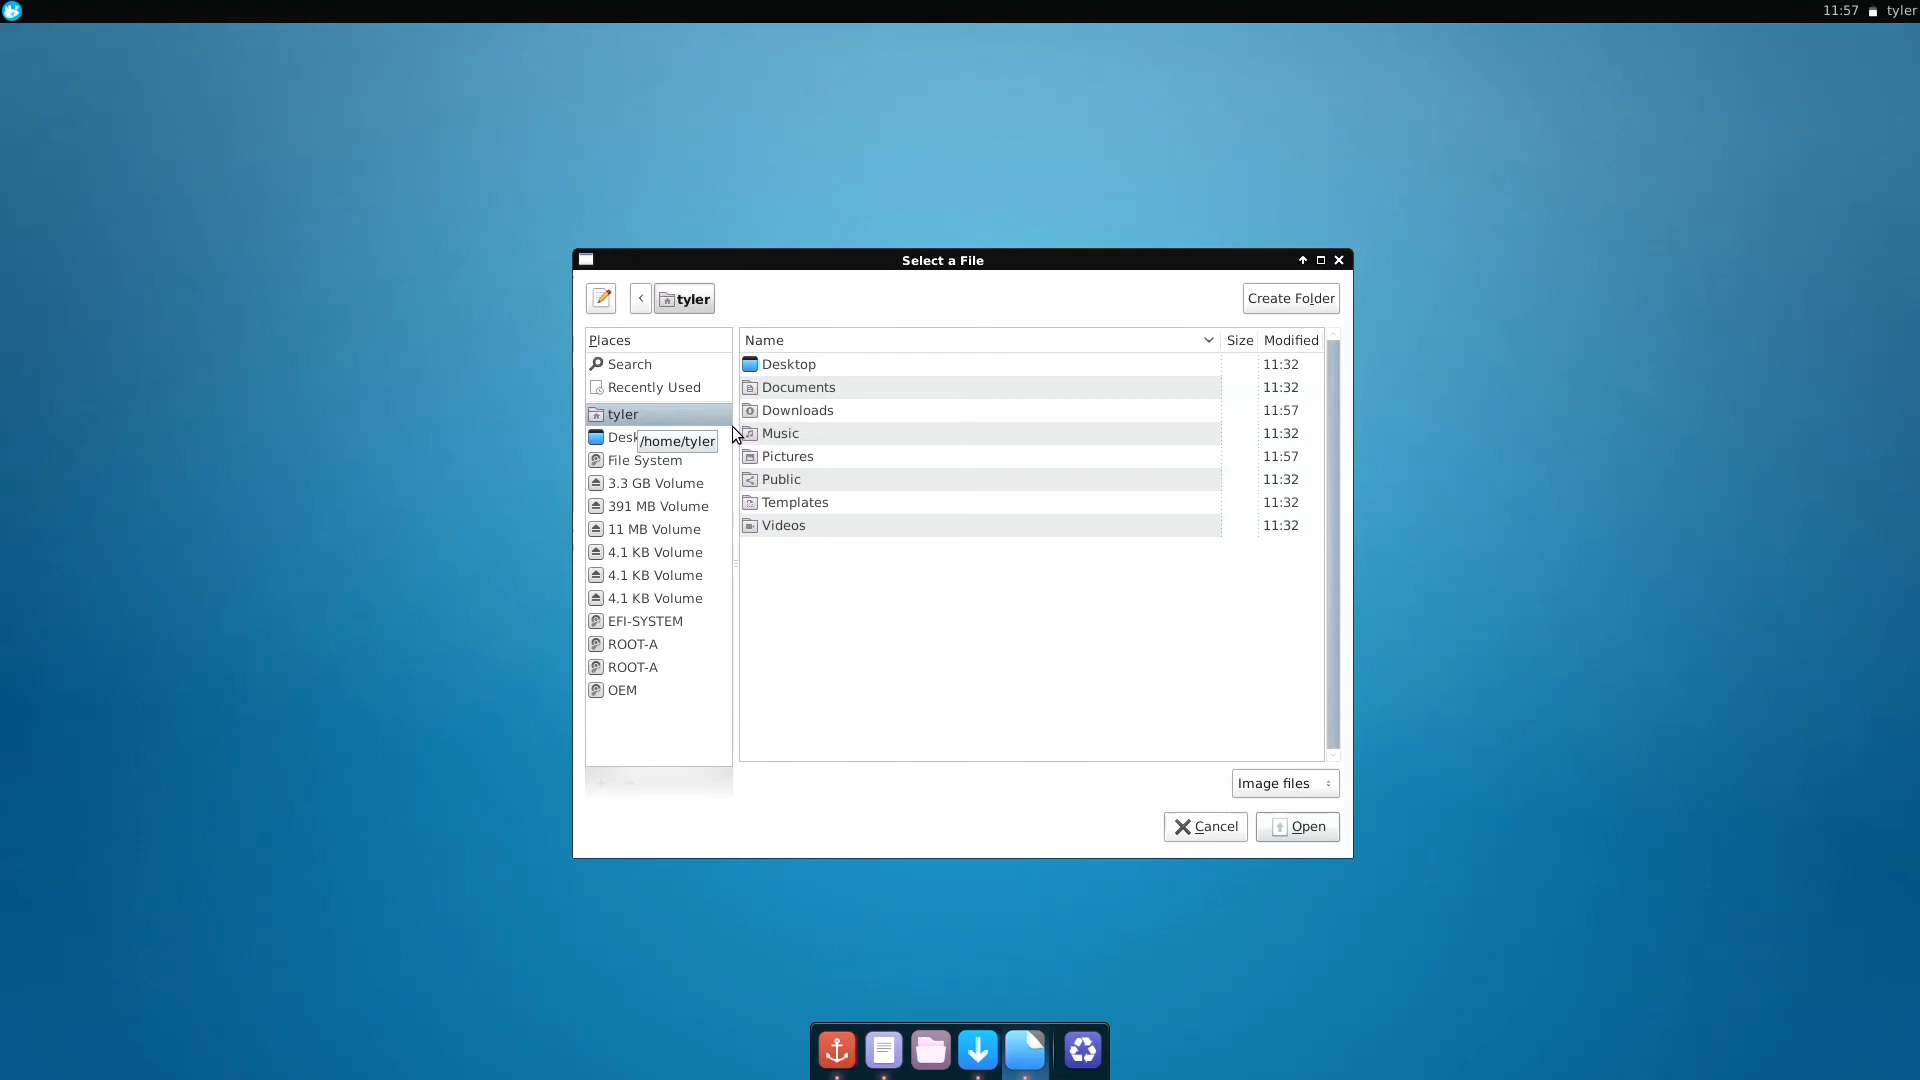 11:57 tyler
Select a File
tyler
Create Folder
Places
Search
Recently Used
tyler
Desk
/home/tyler
File System
3.3 GB Volume
391 MB Volume
11 MB Volume
4.1 KB Volume
4.1 KB Volume
4.1 KB Volume
EFI-SYSTEM
ROOT-A
ROOT-A
OEM
Name Size Modified
Desktop 11:32
Documents 11:32
Downloads 11:57
Music 11:32
Pictures 11:57
Public 11:32
Templates 11:32
Videos 11:32
Image files
Cancel Open